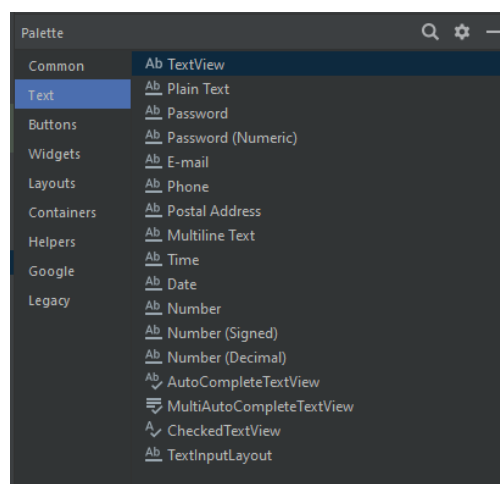 Palette
Common
Text
Buttons
Widgets
Layouts
Containers
Helpers
Google
Legacy
Ab TextView
Ab Plain Text
Ab Password
Ab Password (Numeric)
Ab E-mail
Ab Phone
Ab Postal Address
Ab Multiline Text
Ab Time
Ab Date
Ab Number
Ab Number (Signed)
Ab Number (Decimal)
Ab AutoCompleteTextView
MultiAutoCompleteTextView
A CheckedTextView
Ab TextInputLayout